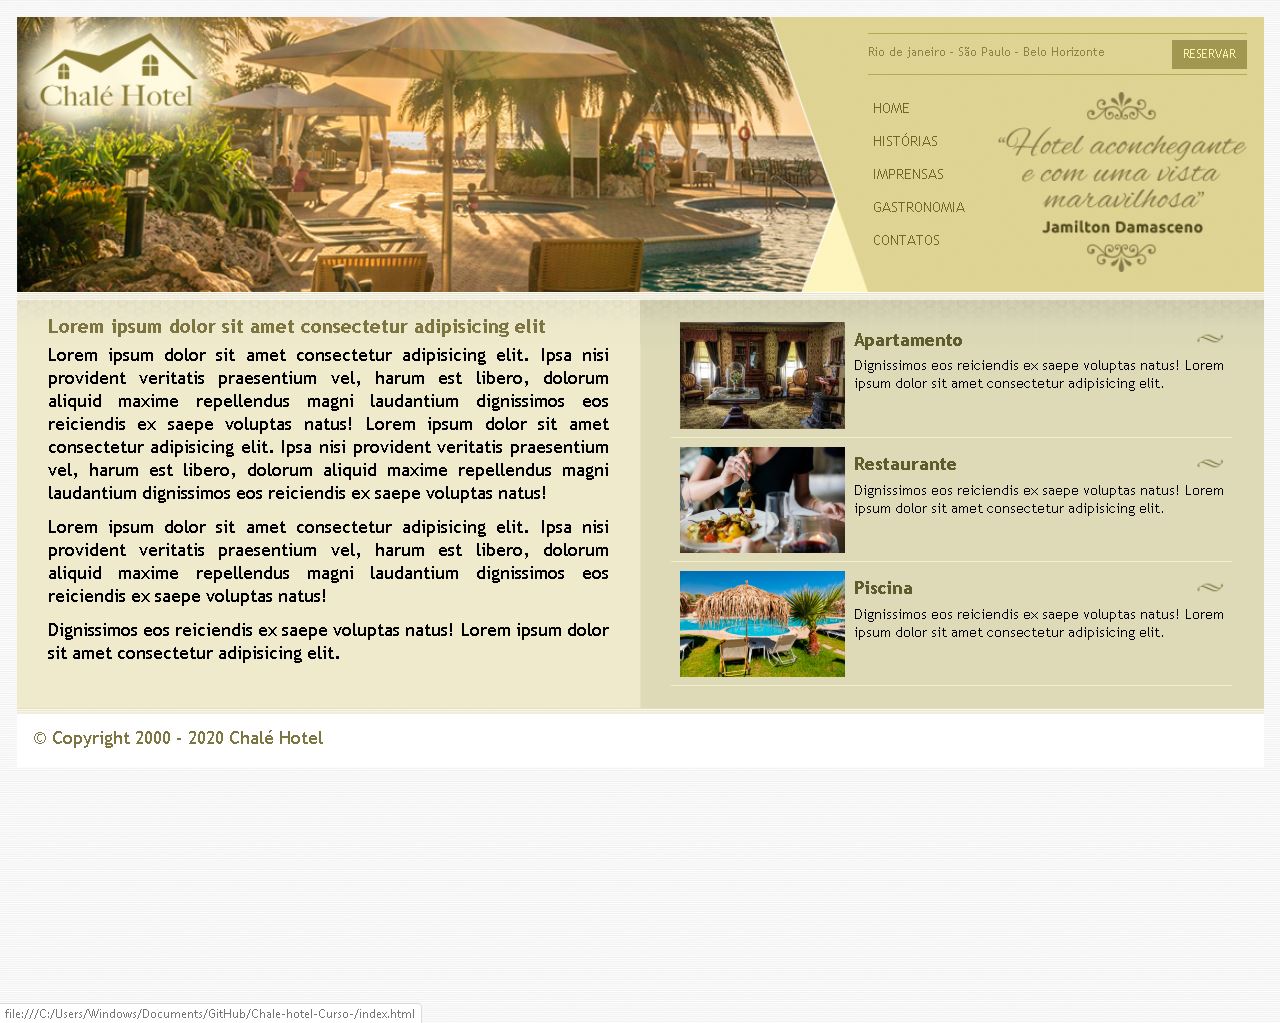 Chalé Hotel
Rio de janeiro - São Paulo - Belo Horizonte
RESERVAR
HOME
HISTÓRIAS
IMPRENSAS
GASTRONOMIA
CONTATOS
“Hotel aconchegante
e com uma vista
maravilhosa”
Jamilton Damasceno
Lorem ipsum dolor sit amet consectetur adipisicing elit
Lorem ipsum dolor sit amet consectetur adipisicing elit. Ipsa nisi
provident veritatis praesentium vel, harum est libero, dolorum
aliquid maxime repellendus magni laudantium dignissimos eos
reiciendis ex saepe voluptas natus! Lorem ipsum dolor sit amet
consectetur adipisicing elit. Ipsa nisi provident veritatis praesentium
vel, harum est libero, dolorum aliquid maxime repellendus magni
laudantium dignissimos eos reiciendis ex saepe voluptas natus!
Lorem ipsum dolor sit amet consectetur adipisicing elit. Ipsa nisi
provident veritatis praesentium vel, harum est libero, dolorum
aliquid maxime repellendus magni laudantium dignissimos eos
reiciendis ex saepe voluptas natus!
Dignissimos eos reiciendis ex saepe voluptas natus! Lorem ipsum dolor
sit amet consectetur adipisicing elit.
Apartamento
Dignissimos eos reiciendis ex saepe voluptas natus! Lorem
ipsum dolor sit amet consectetur adipisicing elit.
Restaurante
Dignissimos eos reiciendis ex saepe voluptas natus! Lorem
ipsum dolor sit amet consectetur adipisicing elit.
Piscina
Dignissimos eos reiciendis ex saepe voluptas natus! Lorem
ipsum dolor sit amet consectetur adipisicing elit.
© Copyright 2000 - 2020 Chalé Hotel
file:///C:/Users/Windows/Documents/GitHub/Chale-hotel-Curso-/index.html